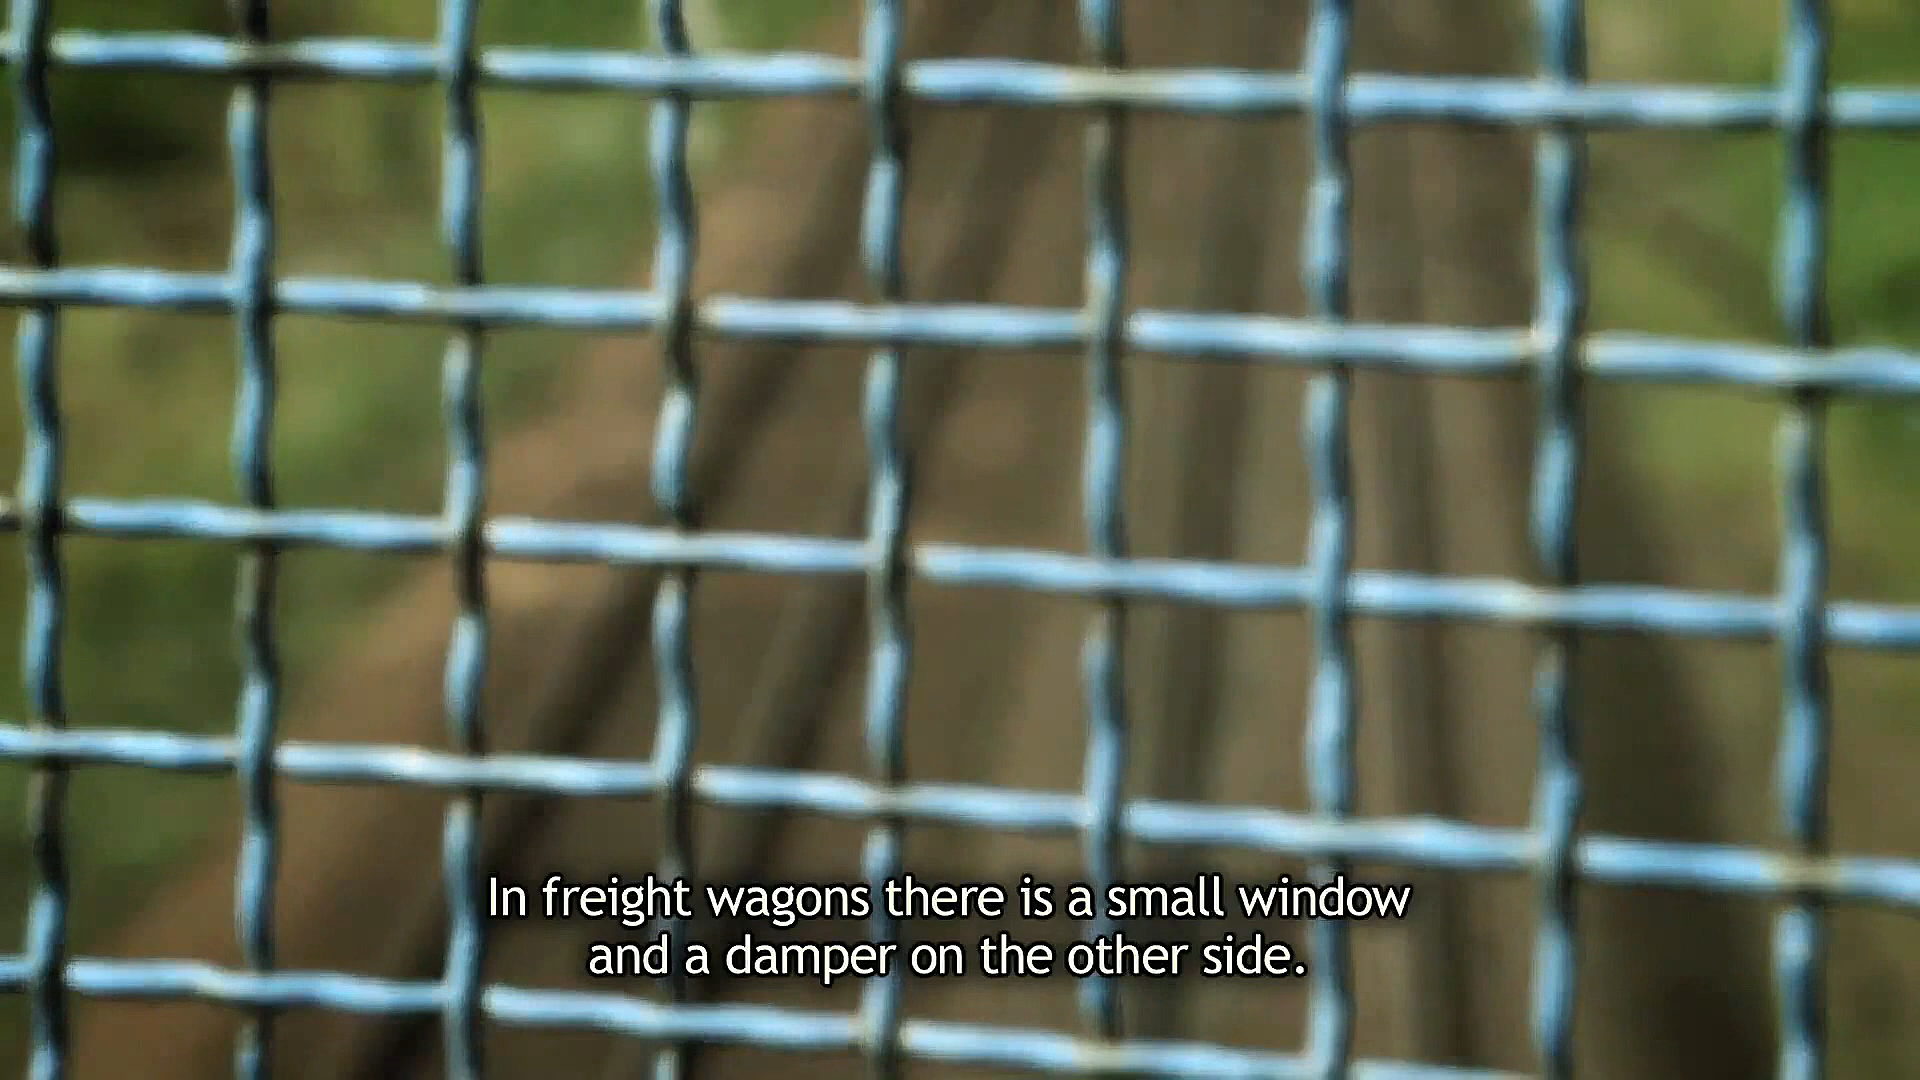 In freight wagons there is a small window
and a damper on the other side.